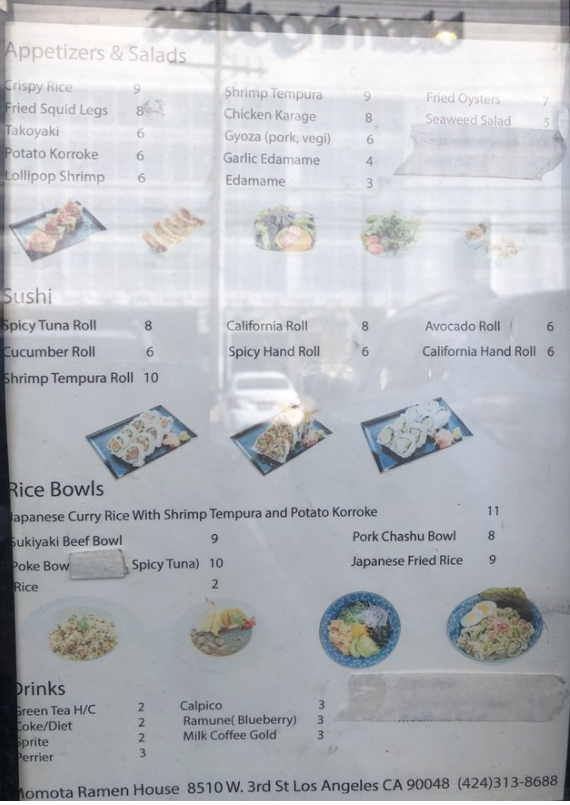 Appetizers & Salads
Crispy Rice 9 Shrimp Tempura 9 Fried Oysters 7
Fried Squid Legs 8 Chicken Karage 8 Seaweed Salad 5
Takoyaki 6 Gyoza (pork, vegi) 6
Potato Korroke 6 Garlic Edamame 4
Lollipop Shrimp 6 Edamame 3
Sushi
Spicy Tuna Roll 8 California Roll 8 Avocado Roll 6
Cucumber Roll 6 Spicy Hand Roll 6 California Hand Roll 6
Shrimp Tempura Roll 10
Rice Bowls
Japanese Curry Rice With Shrimp Tempura and Potato Korroke 11
Sukiyaki Beef Bowl 9 Pork Chashu Bowl 8
Poke Bow Spicy Tuna) 10 Japanese Fried Rice 9
Rice 2
Drinks
Green Tea H/C 2 Calpico 3
Coke/Diet 2 Ramune( Blueberry) 3
Sprite 2 Milk Coffee Gold 3
Perrier 3
Momota Ramen House 8510 W. 3rd St Los Angeles CA 90048 (424)313-8688